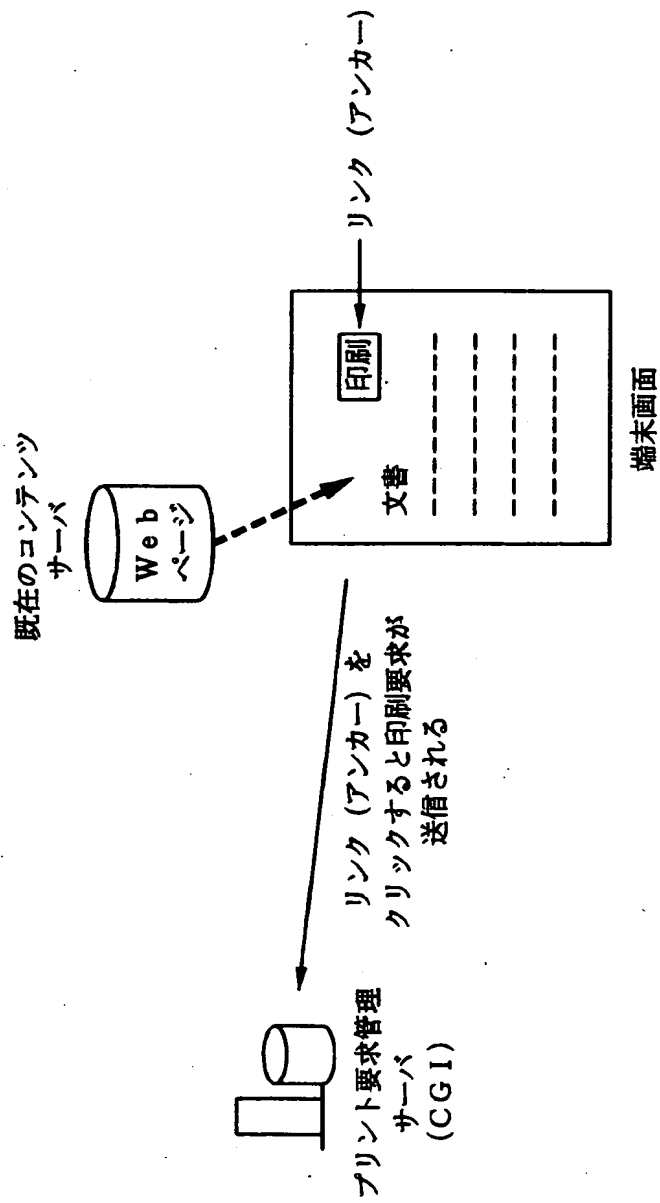 既在のコンテンツ
サーバ
Ｗｅｂ
ページ
リンク（アンカー）
印刷
文書
端末画面
リンク（アンカー）を
クリックすると印刷要求が
送信される
プリント要求管理
サーバ
（ＣＧＩ）